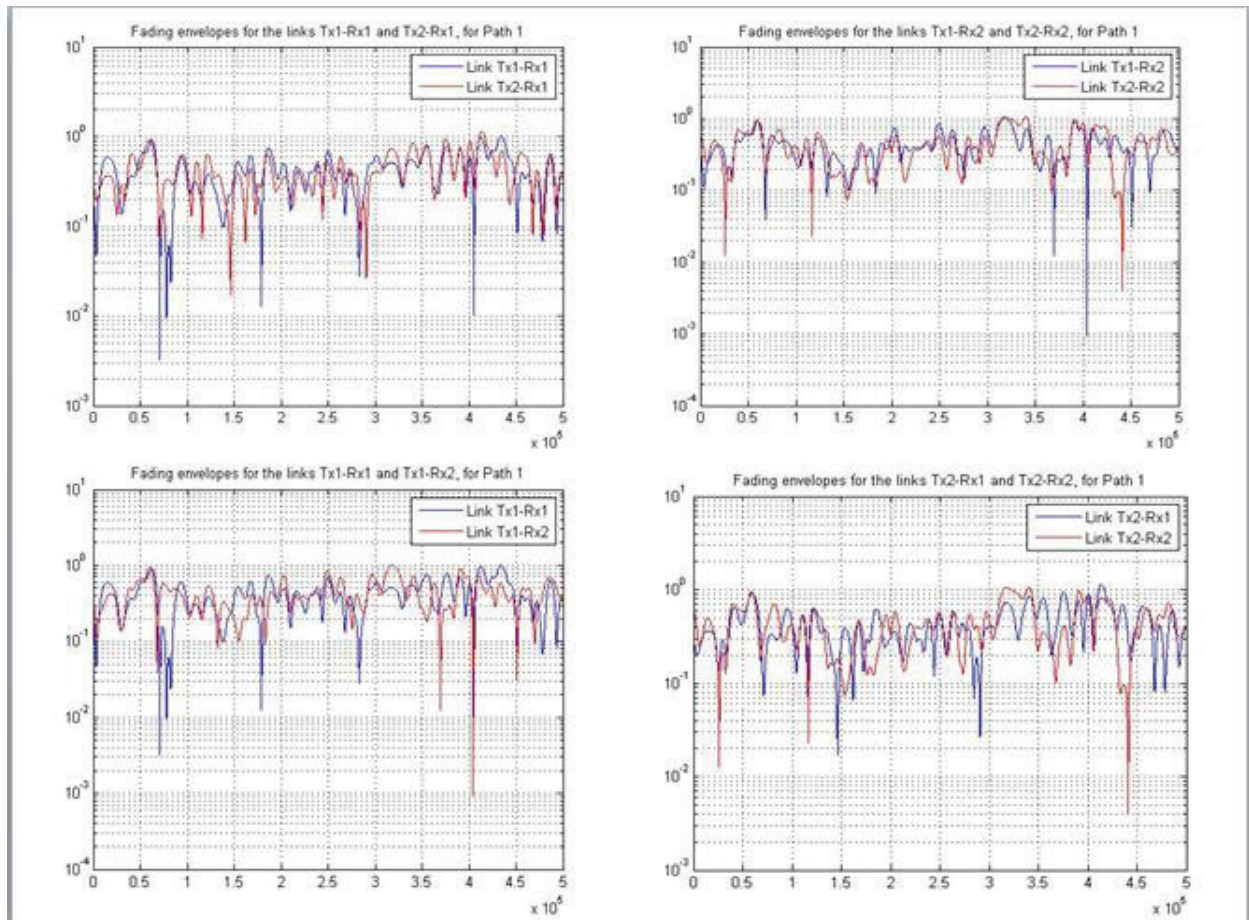 Fading envelopes for the links Tx1-Rx1 and Tx2-Rx1, for Path 1
10^1
10^0
10^-1
10^-2
10^-3
Link Tx1-Rx1
Link Tx2-Rx1
0 0.5 1 1.5 2 2.5 3 3.5 4 4.5 5
x 10^5
Fading envelopes for the links Tx1-Rx2 and Tx2-Rx2, for Path 1
10^1
10^0
10^-1
10^-2
10^-3
10^-4
Link Tx1-Rx2
Link Tx2-Rx2
0 0.5 1 1.5 2 2.5 3 3.5 4 4.5 5
x 10^5
Fading envelopes for the links Tx1-Rx1 and Tx1-Rx2, for Path 1
10^1
10^0
10^-1
10^-2
10^-3
10^-4
Link Tx1-Rx1
Link Tx1-Rx2
0 0.5 1 1.5 2 2.5 3 3.5 4 4.5 5
x 10^5
Fading envelopes for the links Tx2-Rx1 and Tx2-Rx2, for Path 1
10^1
10^0
10^-1
10^-2
10^-3
Link Tx2-Rx1
Link Tx2-Rx2
0 0.5 1 1.5 2 2.5 3 3.5 4 4.5 5
x 10^5